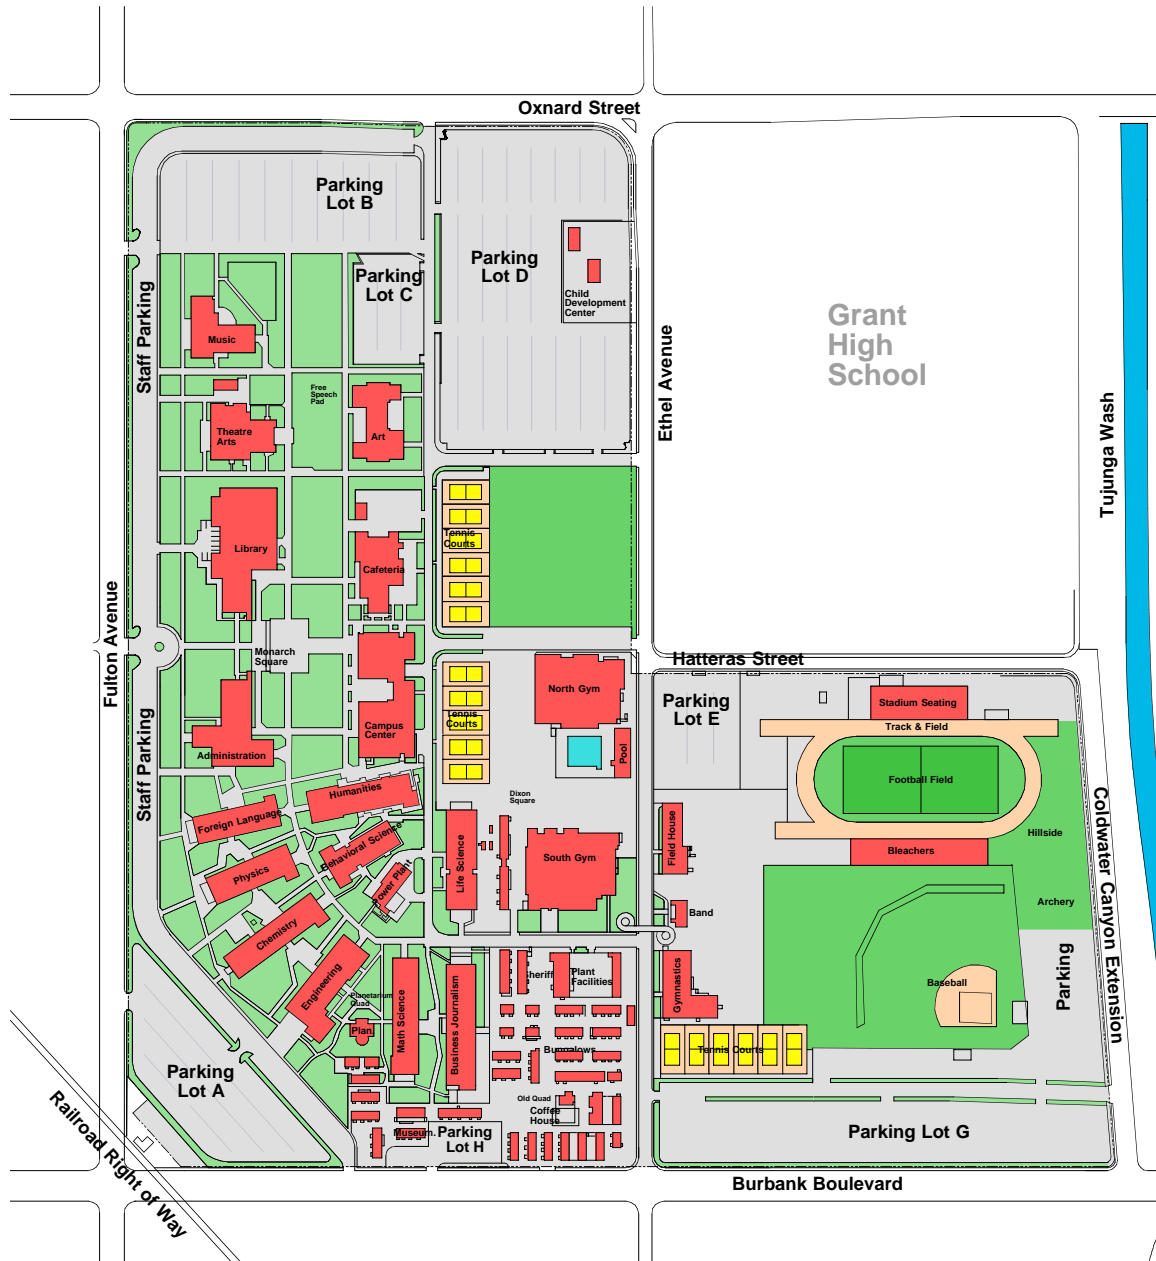 Oxnard Street
Parking
Lot B
Parking
Lot C
Parking
Lot D
Child
Development
Center
Staff Parking
Music
Free
Speech
Pad
Theatre
Arts
Art
Ethel Avenue
Grant
High
School
Tujunga Wash
Library
Cafeteria
Tennis
Courts
Fulton Avenue
Monarch
Square
Hatteras Street
Staff Parking
Administration
Campus
Center
Tennis
Courts
North Gym
Pool
Parking
Lot E
Stadium Seating
Track & Field
Football Field
Hillside
Bleachers
Archery
Coldwater Canyon Extension
Dixon
Square
Humanities
Foreign Language
Behavioral Science
Physics
Power Plant
Life Science
South Gym
Field House
Band
Chemistry
Engineering
Planetarium
Quad
Plan.
Math Science
Business Journalism
Sheriff
Plant
Facilities
Gymnastics
Baseball
Parking
Bungalows
Tennis Courts
Old Quad
Coffee
House
Parking
Lot A
Museum
Parking
Lot H
Parking Lot G
Railroad Right of Way
Burbank Boulevard